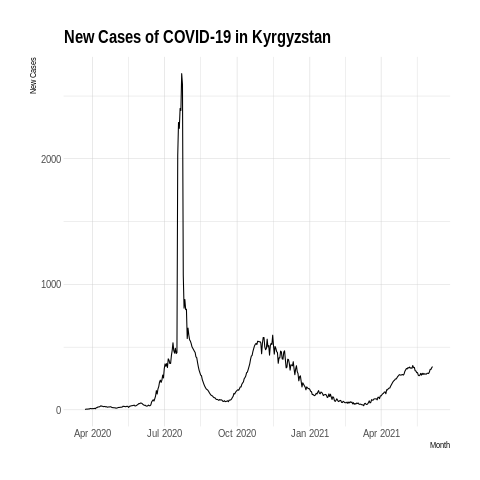 New Cases of COVID-19 in Kyrgyzstan
New Cases
2000
1000
0
Apr 2020 Jul 2020 Oct 2020 Jan 2021 Apr 2021
Month